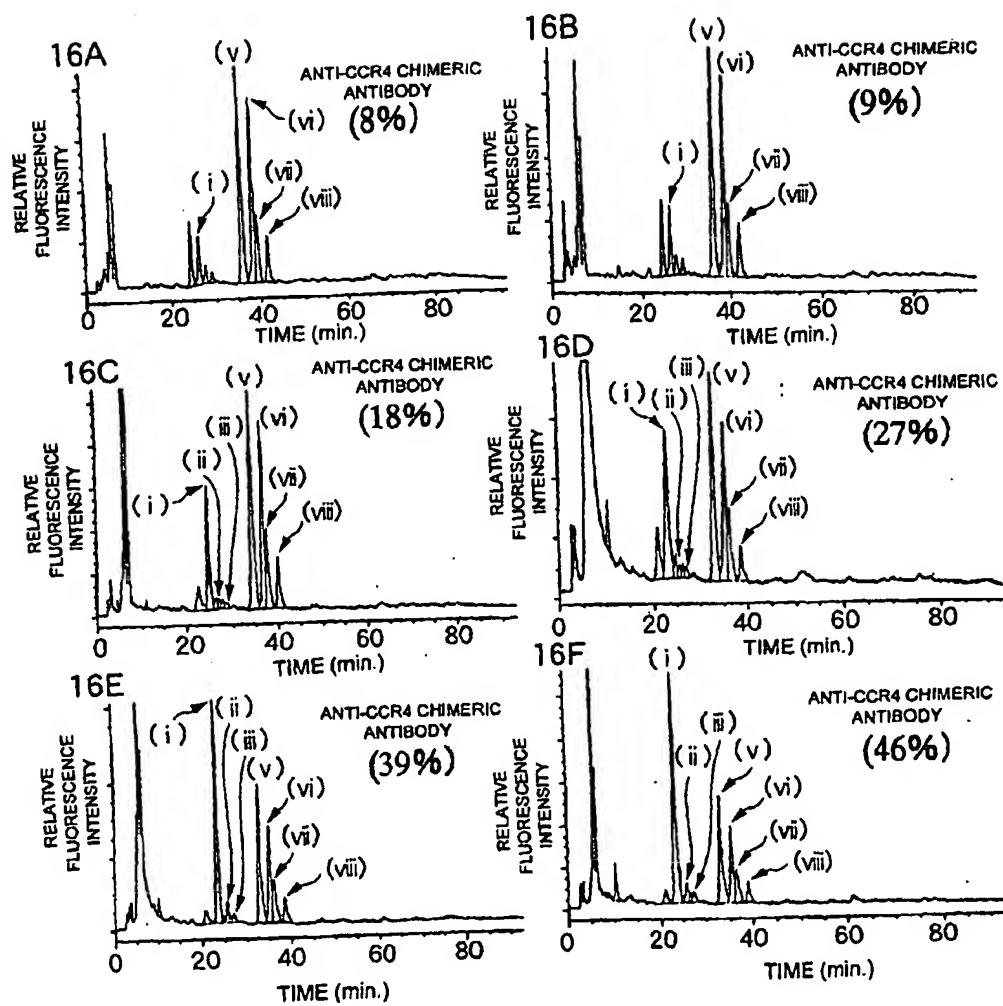 16A
(v)
ANTI-CCR4 CHIMERIC
ANTIBODY
(8%)
(vi)
(i)
(vii)
(viii)
RELATIVE
FLUORESCENCE
INTENSITY
0 20 40 60 80
TIME (min.)
16B
(v)
(vi)
ANTI-CCR4 CHIMERIC
ANTIBODY
(9%)
(i)
(vii)
(viii)
RELATIVE
FLUORESCENCE
INTENSITY
0 20 40 60 80
TIME (min.)
16C
(v)
ANTI-CCR4 CHIMERIC
ANTIBODY
(18%)
(iii)
(vi)
(ii)
(i)
(vii)
(viii)
RELATIVE
FLUORESCENCE
INTENSITY
0 20 40 60 80
TIME (min.)
16D
(iii)
(v)
(i) (ii)
ANTI-CCR4 CHIMERIC
ANTIBODY
(27%)
(vi)
(vii)
(viii)
RELATIVE
FLUORESCENCE
INTENSITY
0 20 40 60 80
TIME (min.)
16E
(i)
(ii)
(iii)
(v)
ANTI-CCR4 CHIMERIC
ANTIBODY
(39%)
(vi)
(vii)
(viii)
RELATIVE
FLUORESCENCE
INTENSITY
0 20 40 60 80
TIME (min.)
16F
(i)
ANTI-CCR4 CHIMERIC
ANTIBODY
(46%)
(iii)
(ii)
(v)
(vi)
(vii)
(viii)
RELATIVE
FLUORESCENCE
INTENSITY
0 20 40 60 80
TIME (min.)